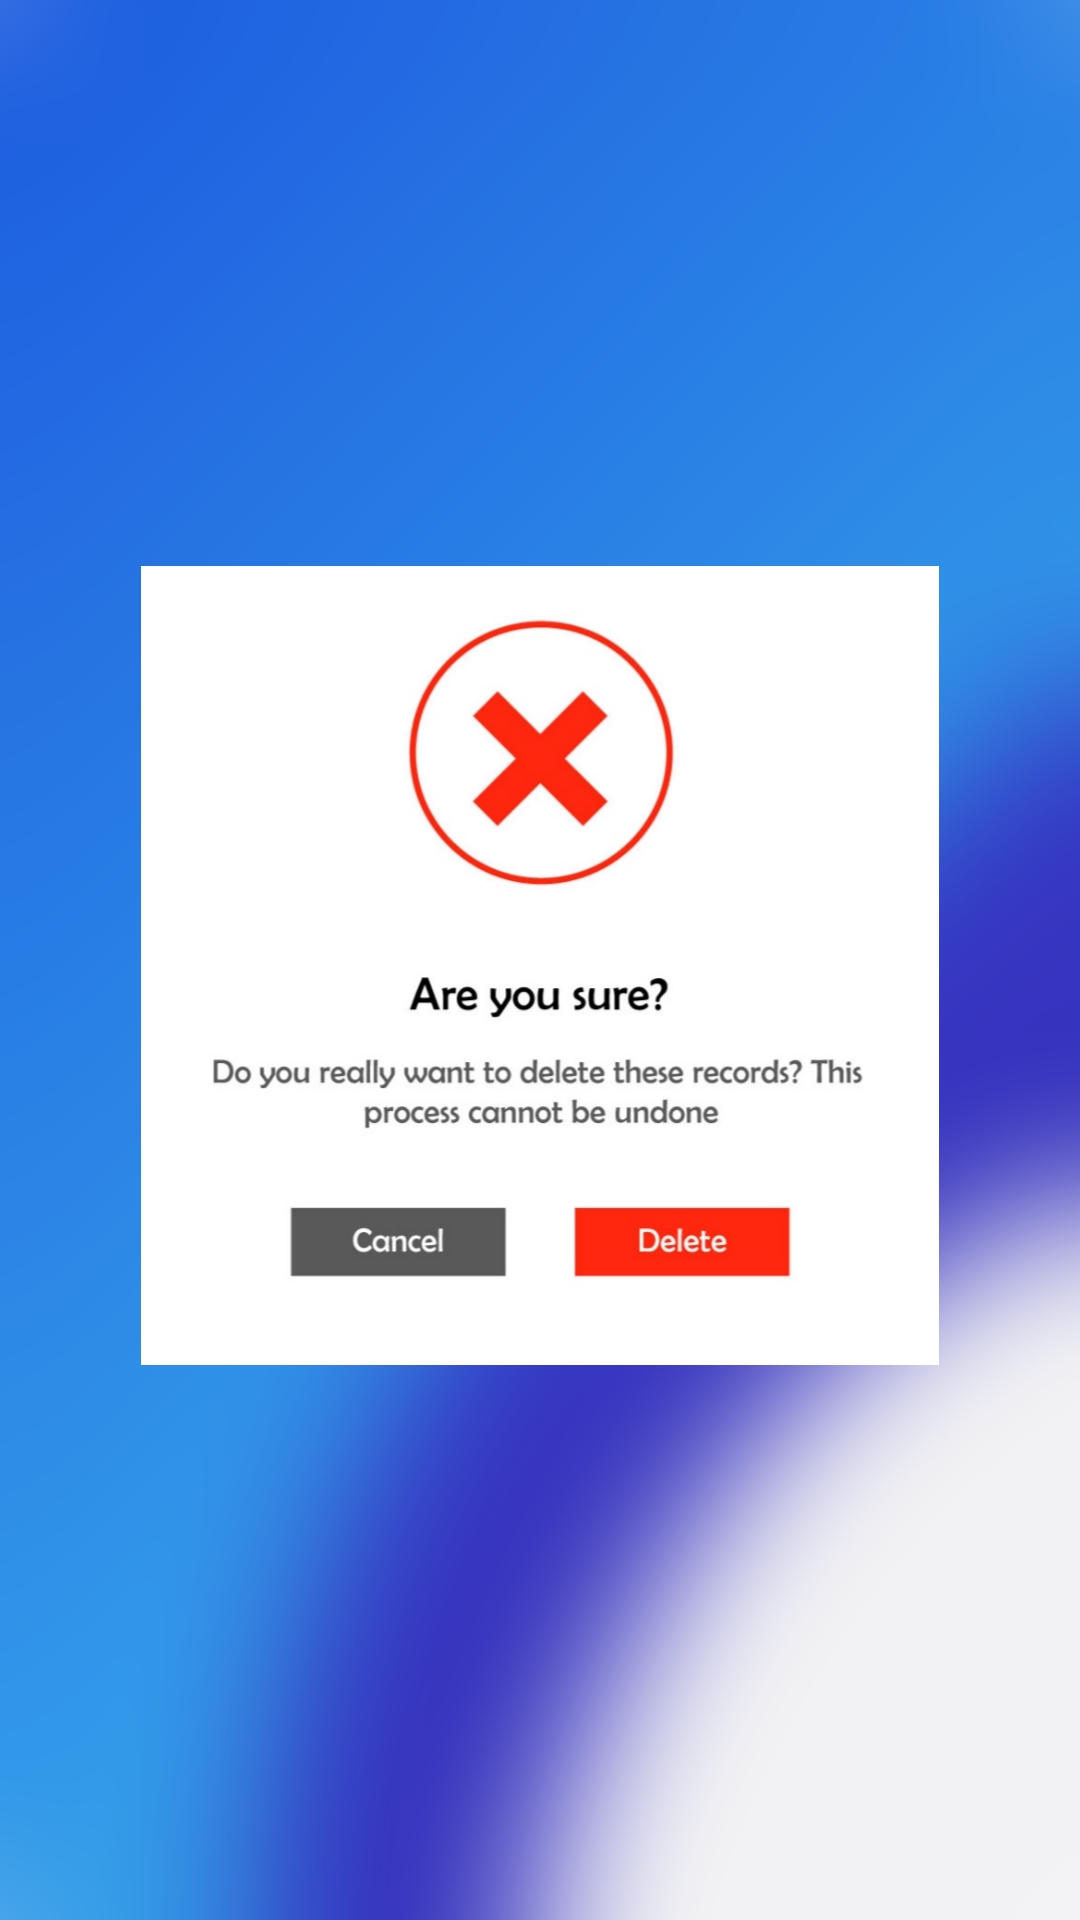 Are you sure?
Do you really want to delete these records? This
process cannot be undone
Cancel
Delete